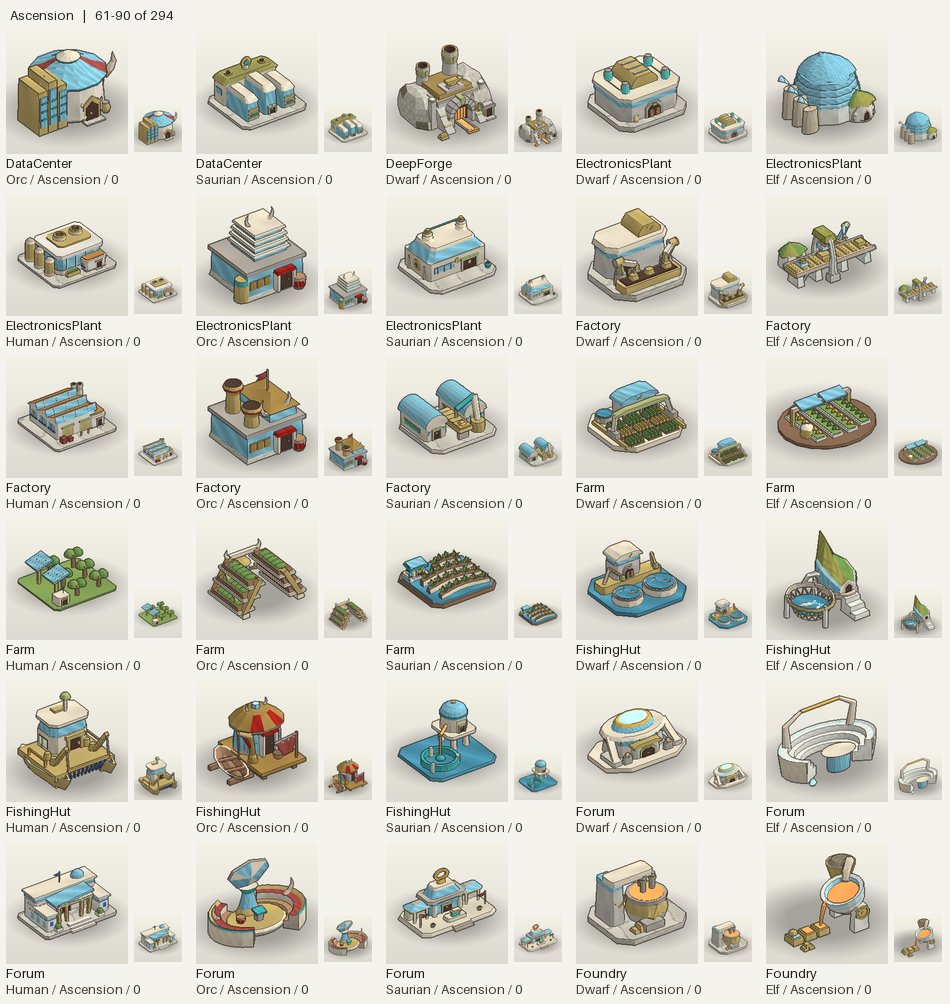 Ascension | 61-90 of 294
DataCenter
Orc / Ascension / 0
DataCenter
Saurian / Ascension / 0
DeepForge
Dwarf / Ascension / 0
ElectronicsPlant
Dwarf / Ascension / 0
ElectronicsPlant
Elf / Ascension / 0
ElectronicsPlant
Human / Ascension / 0
ElectronicsPlant
Orc / Ascension / 0
ElectronicsPlant
Saurian / Ascension / 0
Factory
Dwarf / Ascension / 0
Factory
Elf / Ascension / 0
Factory
Human / Ascension / 0
Factory
Orc / Ascension / 0
Factory
Saurian / Ascension / 0
Farm
Dwarf / Ascension / 0
Farm
Elf / Ascension / 0
Farm
Human / Ascension / 0
Farm
Orc / Ascension / 0
Farm
Saurian / Ascension / 0
FishingHut
Dwarf / Ascension / 0
FishingHut
Elf / Ascension / 0
FishingHut
Human / Ascension / 0
FishingHut
Orc / Ascension / 0
FishingHut
Saurian / Ascension / 0
Forum
Dwarf / Ascension / 0
Forum
Elf / Ascension / 0
Forum
Human / Ascension / 0
Forum
Orc / Ascension / 0
Forum
Saurian / Ascension / 0
Foundry
Dwarf / Ascension / 0
Foundry
Elf / Ascension / 0